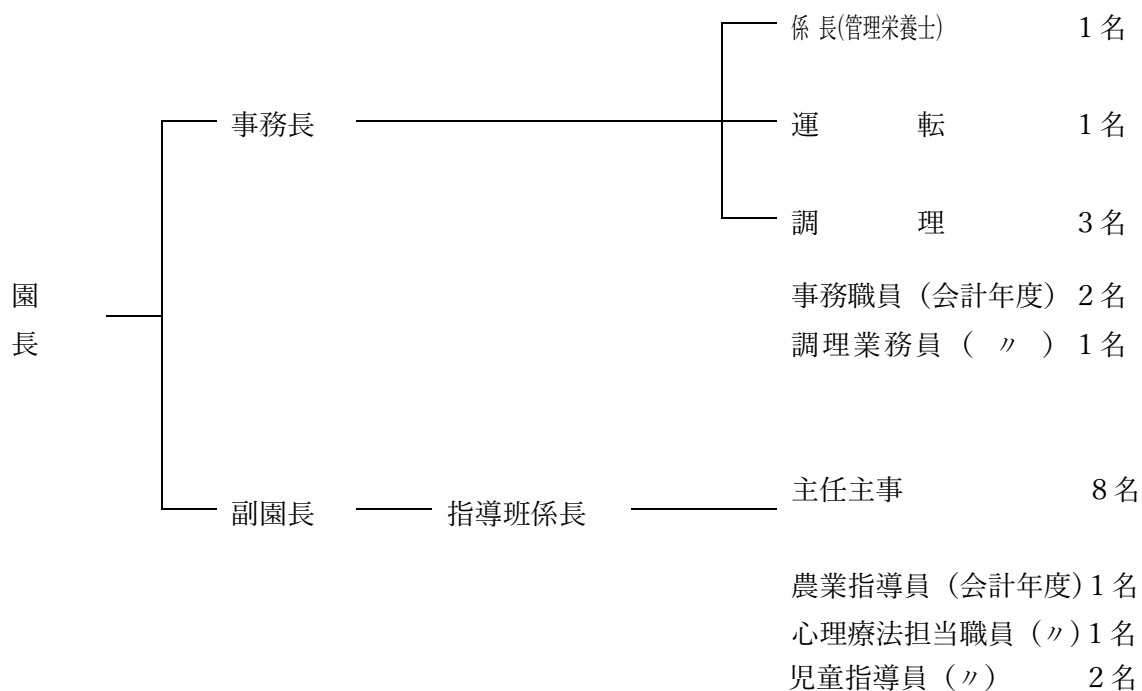 係長(管理栄養士) 1名
事務長 運転 1名
調理 3名
園長
事務職員（会計年度） 2名
調理業務員（ 〃 ） 1名
主任主事 8名
副園長 指導班係長
農業指導員（会計年度） 1名
心理療法担当職員（〃） 1名
児童指導員（〃） 2名